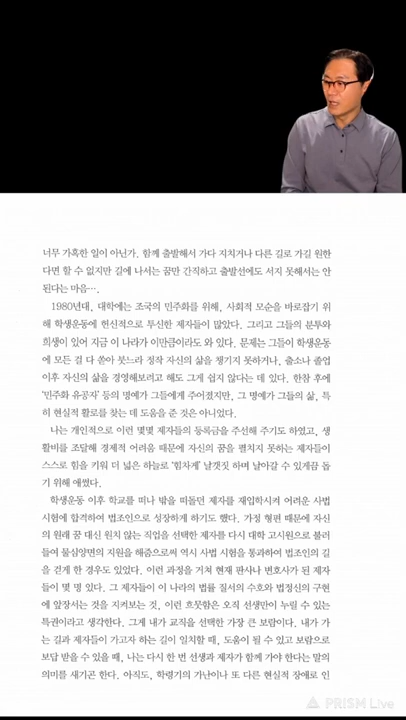 너무 가혹한 일이 아닌가. 함께 출발해서 가다 지치거나 다른 길로 가길 원한
다면 할 수 없지만 길에 나서는 꿈만 간직하고 출발선에도 서지 못해서는 안
된다는 마음….
1980년대, 대학에는 조국의 민주화를 위해, 사회적 모순을 바로잡기 위
해 학생운동에 헌신적으로 투신한 제자들이 많았다. 그리고 그들의 분투와
희생이 있어 지금 이 나라가 이만큼이라도 와 있다. 문제는 그들이 학생운동
에 모든 걸 다 쏟아 붓느라 정작 자신의 삶을 챙기지 못하거나, 출소나 졸업
이후 자신의 삶을 경영해보려고 해도 그게 쉽지 않다는 데 있다. 한참 후에
‘민주화 유공자’ 등의 명예가 그들에게 주어졌지만, 그 명예가 그들의 삶, 특
히 현실적 활로를 찾는 데 도움을 준 것은 아니었다.
나는 개인적으로 이런 몇몇 제자들의 등록금을 주선해 주기도 하였고, 생
활비를 조달해 경제적 어려움 때문에 자신의 꿈을 펼치지 못하는 제자들이
스스로 힘을 키워 더 넓은 하늘로 ‘힘차게’ 날갯짓 하며 날아갈 수 있게끔 돕
기 위해 애썼다.
학생운동 이후 학교를 떠나 밖을 떠돌던 제자를 재입학시켜 어려운 사법
시험에 합격하여 법조인으로 성장하게 하기도 했다. 가정 형편 때문에 자신
의 원래 꿈 대신 원치 않는 직업을 선택한 제자를 다시 대학 고시원으로 불러
들여 물심양면의 지원을 해줌으로써 역시 사법 시험을 통과하여 법조인의 길
을 걷게 한 경우도 있었다. 이런 과정을 거쳐 현재 판사나 변호사가 된 제자
들이 몇 명 있다. 그 제자들이 이 나라의 법률 질서의 수호와 법정신의 구현
에 앞장서는 것을 지켜보는 것, 이런 흐뭇함은 오직 선생만이 누릴 수 있는
특권이라고 생각한다. 그게 내가 교직을 선택한 가장 큰 보람이다. 내가 가
는 길과 제자들이 가고자 하는 길이 일치할 때, 도움이 될 수 있고 보람으로
보답 받을 수 있을 때, 나는 다시 한 번 선생과 제자가 함께 가야 한다는 말의
의미를 새기곤 한다. 아직도, 학령기의 가난이나 또 다른 현실적 장애로 인
PRISM Live